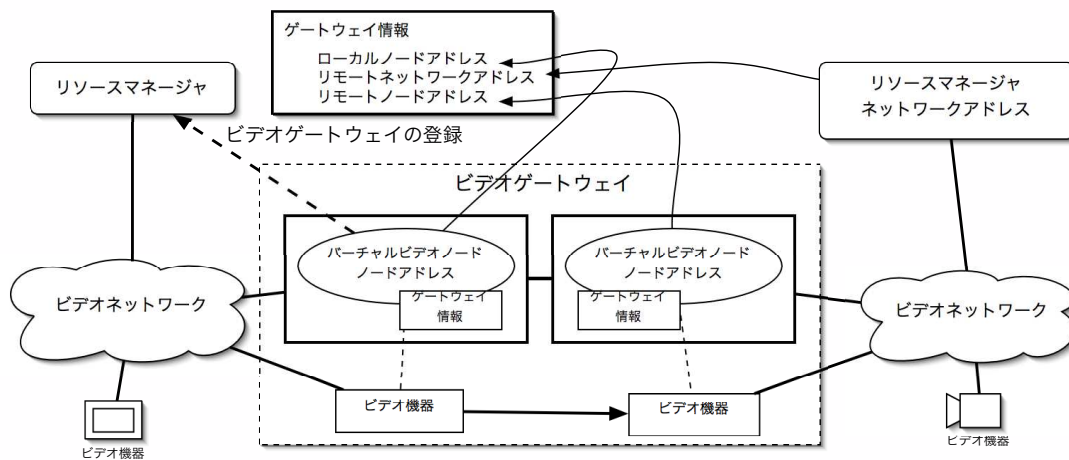 ゲートウェイ情報
ローカルノードアドレス
リモートネットワークアドレス
リモートノードアドレス
リソースマネージャ
リソースマネージャ
ネットワークアドレス
ビデオゲートウェイの登録
ビデオゲートウェイ
バーチャルビデオノード
ノードアドレス
バーチャルビデオノード
ノードアドレス
ゲートウェイ
情報
ゲートウェイ
情報
ビデオネットワーク
ビデオネットワーク
ビデオ機器
ビデオ機器
ビデオ機器
ビデオ機器